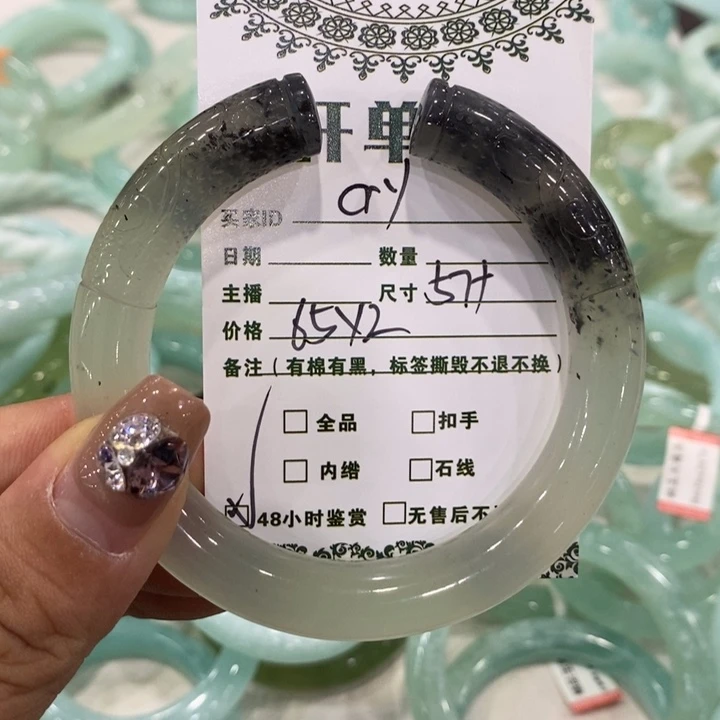 开单
买家ID
日期 数量
主播 尺寸 57+
价格 65Y2
备注（有棉有黑，标签撕毁不退不换）
全品 扣手
内绺 石线
48小时鉴赏 无售后不